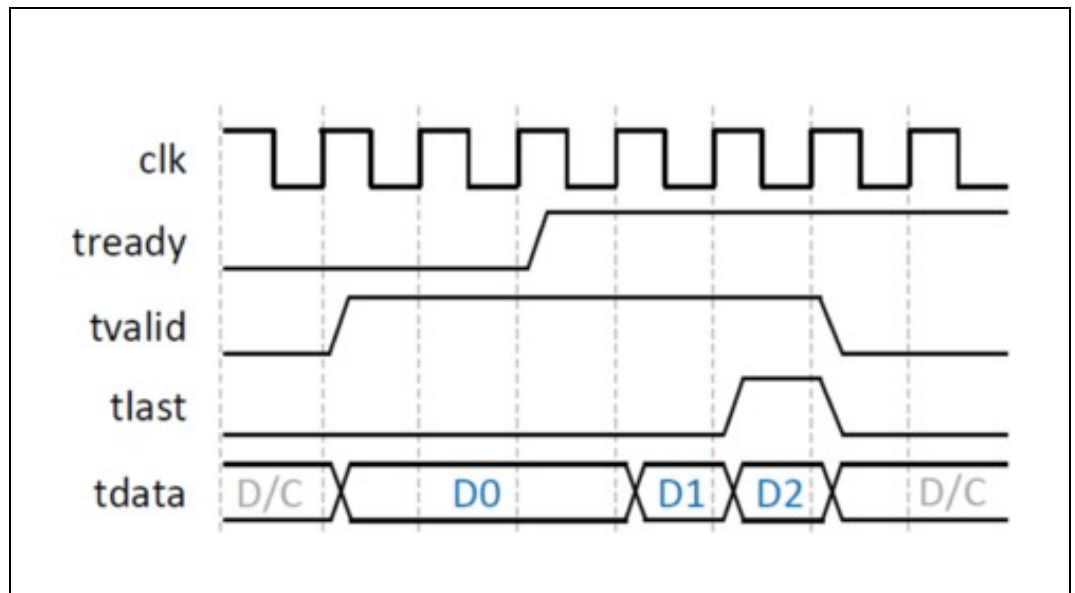 clk
tready
tvalid
tlast
tdata D/C D0 D1 D2 D/C